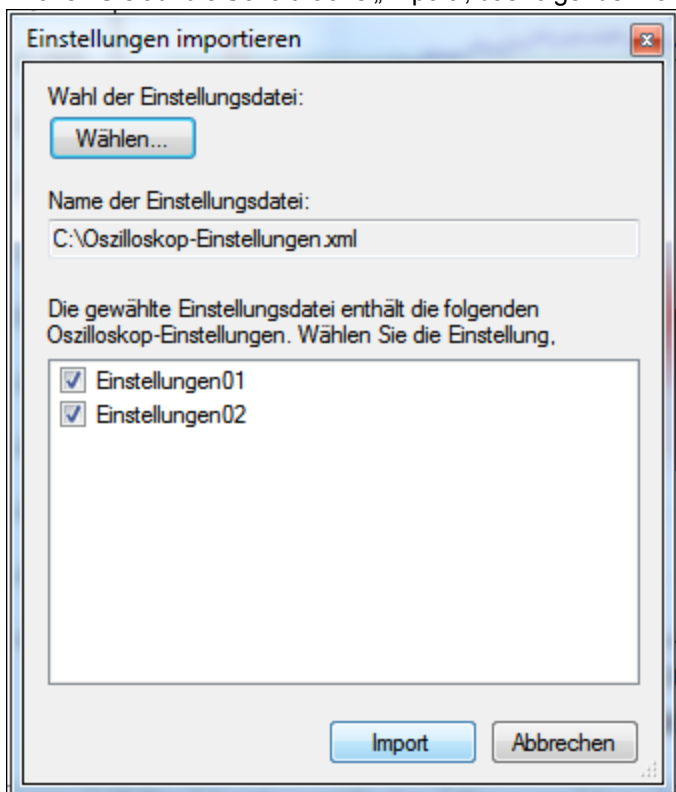 Einstellungen importieren
Wahl der Einstellungsdatei:
Wählen...
Name der Einstellungsdatei:
C:\Oszilloskop-Einstellungen.xml
Die gewählte Einstellungsdatei enthält die folgenden
Oszilloskop-Einstellungen. Wählen Sie die Einstellung,
Einstellungen01
Einstellungen02
Import
Abbrechen